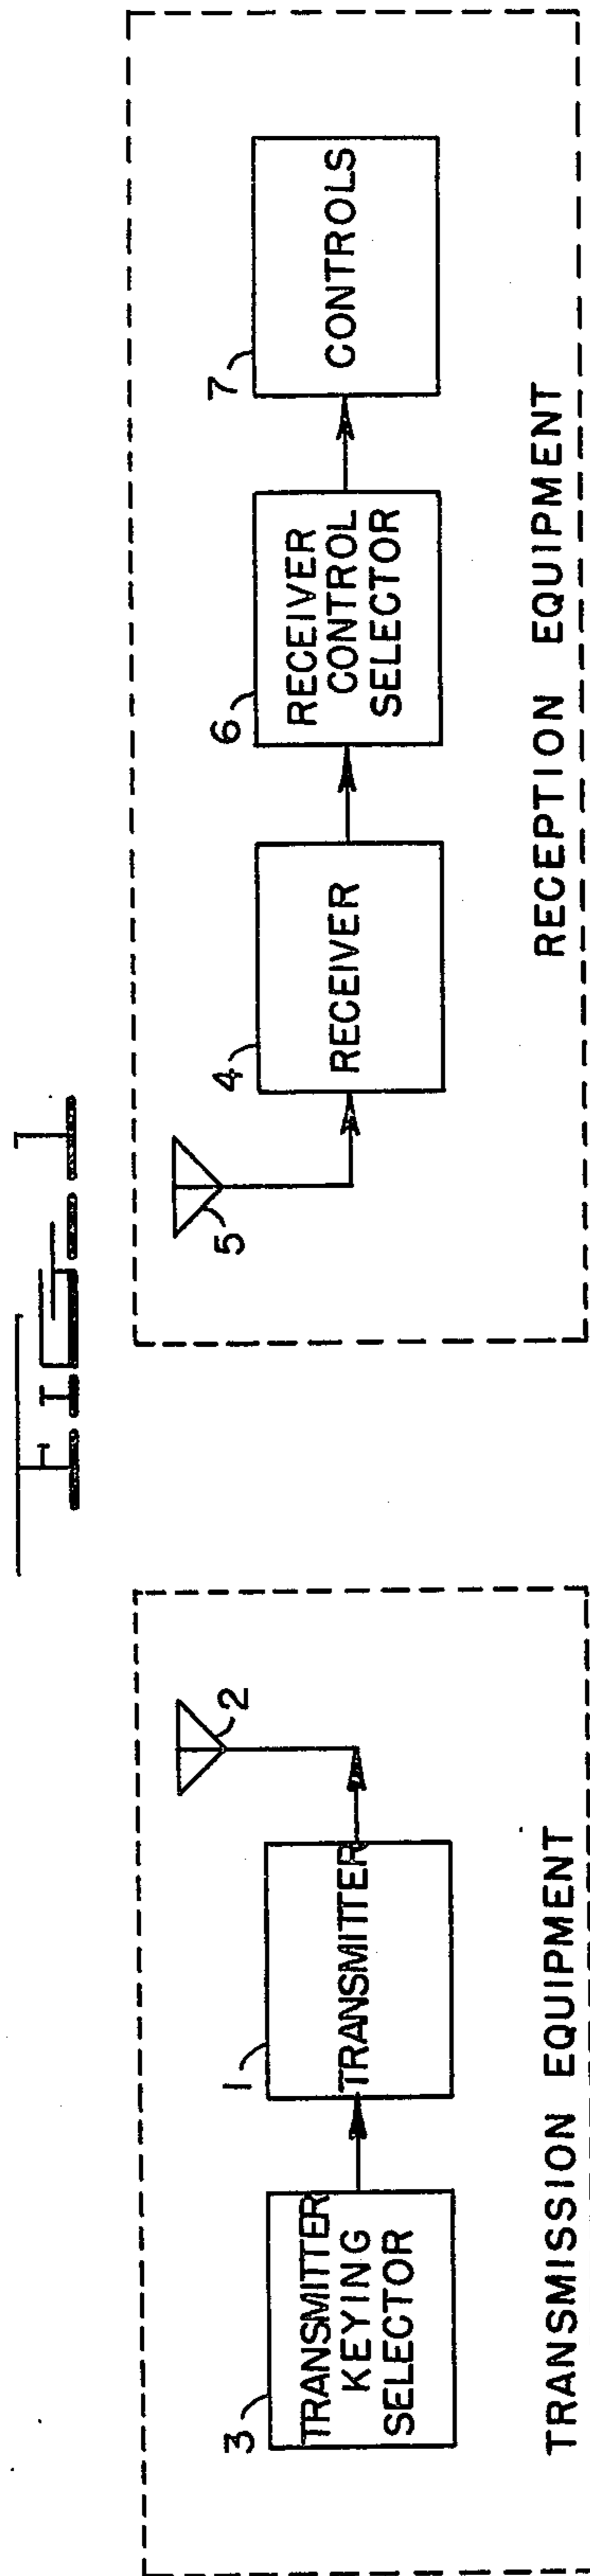 FIG. 1
3
TRANSMITTER
KEYING
SELECTOR
1
TRANSMITTER
2
TRANSMISSION EQUIPMENT
5
4
RECEIVER
6
RECEIVER
CONTROL
SELECTOR
7
CONTROLS
RECEPTION EQUIPMENT